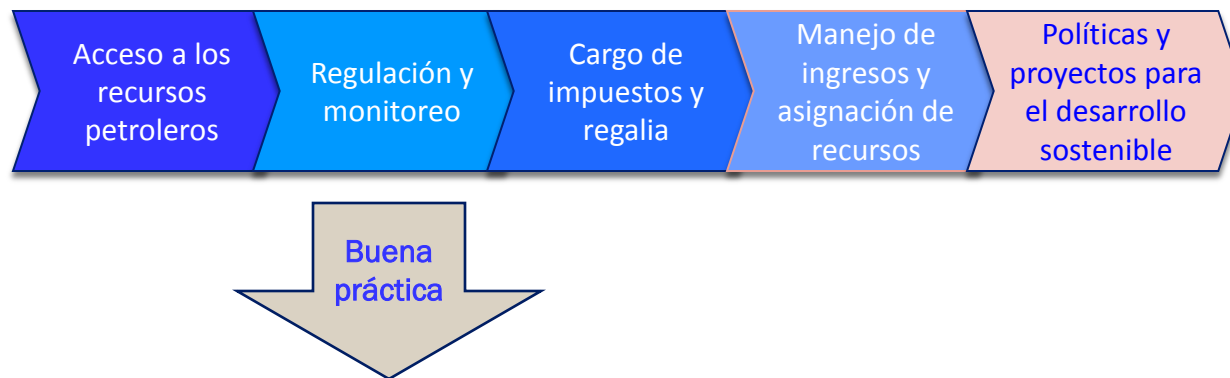 Acceso a los
recursos
petroleros
Regulación y
monitoreo
Cargo de
impuestos y
regalia
Manejo de
ingresos y
asignación de
recursos
Políticas y
proyectos para
el desarrollo
sostenible
Buena
práctica